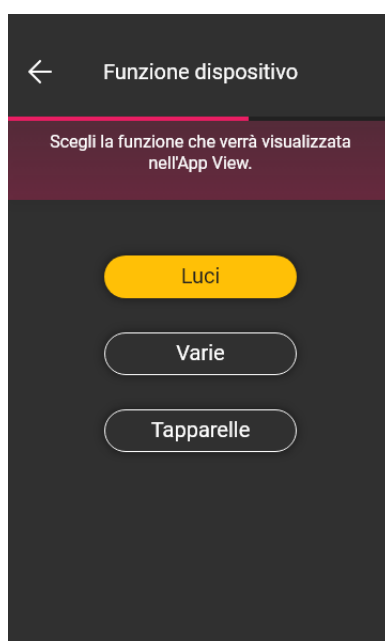 Funzione dispositivo
Scegli la funzione che verrà visualizzata
nell'App View.
Luci
Varie
Tapparelle